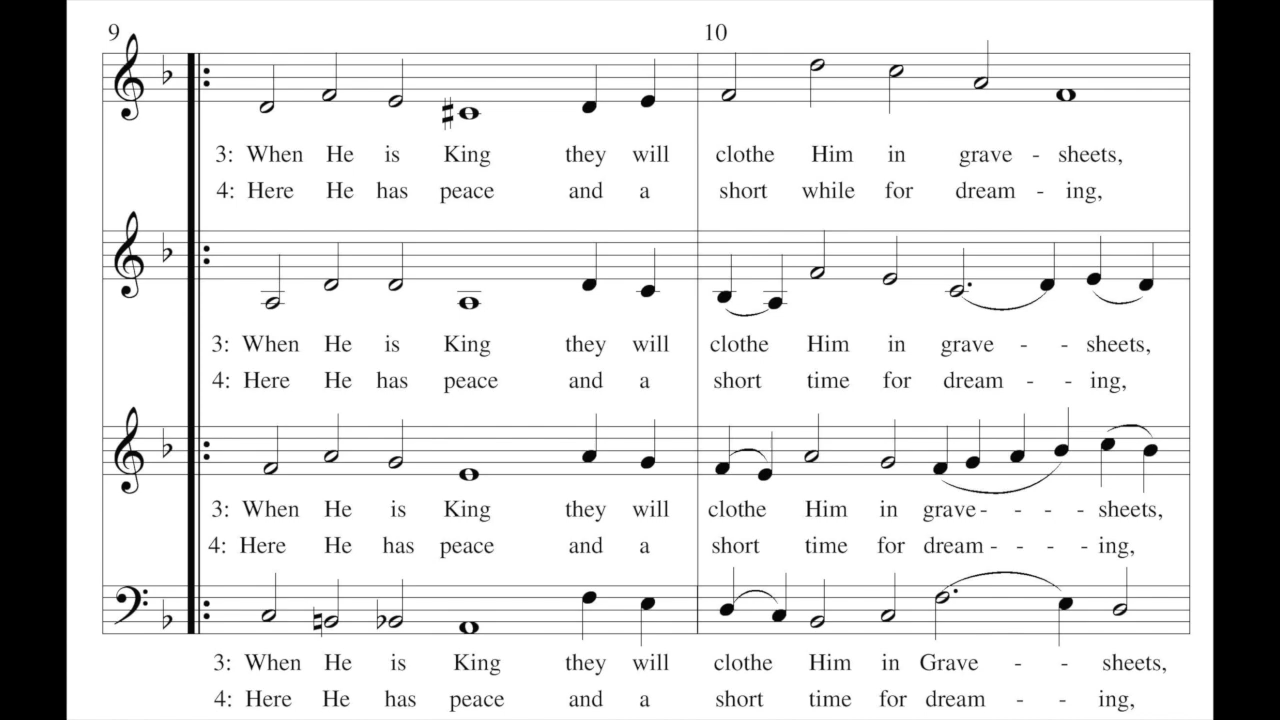 9 10
3: When He is King they will clothe Him in grave - sheets,
4: Here He has peace and a short while for dream - ing,
3: When He is King they will clothe Him in grave - - sheets,
4: Here He has peace and a short time for dream - - ing,
3: When He is King they will clothe Him in grave - - - - sheets,
4: Here He has peace and a short time for dream - - - - ing,
3: When He is King they will clothe Him in Grave - - sheets,
4: Here He has peace and a short time for dream - - ing,